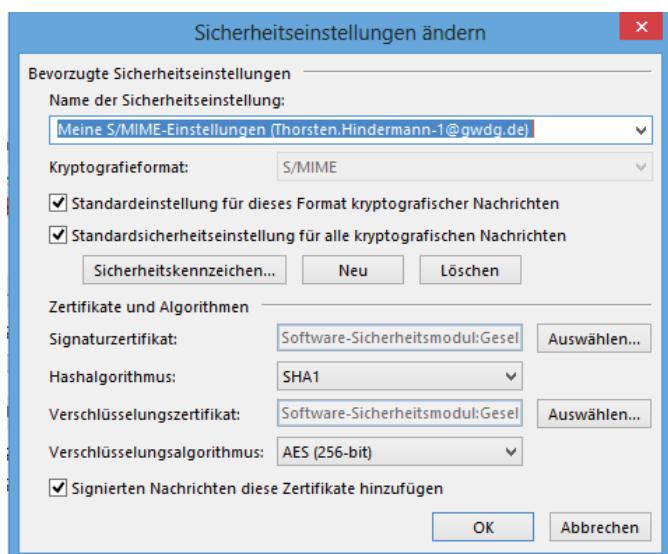 Sicherheitseinstellungen ändern
Bevorzugte Sicherheitseinstellungen
Name der Sicherheitseinstellung:
Meine S/MIME-Einstellungen (Thorsten.Hindermann-1@gwdg.de)
Kryptografieformat: S/MIME
Standardeinstellung für dieses Format kryptografischer Nachrichten
Standardsicherheitseinstellung für alle kryptografischen Nachrichten
Sicherheitskennzeichen... Neu Löschen
Zertifikate und Algorithmen
Signaturzertifikat: Software-Sicherheitsmodul:Gesel Auswählen...
Hashalgorithmus: SHA1
Verschlüsselungszertifikat: Software-Sicherheitsmodul:Gesel Auswählen...
Verschlüsselungsalgorithmus: AES (256-bit)
Signierten Nachrichten diese Zertifikate hinzufügen
OK Abbrechen